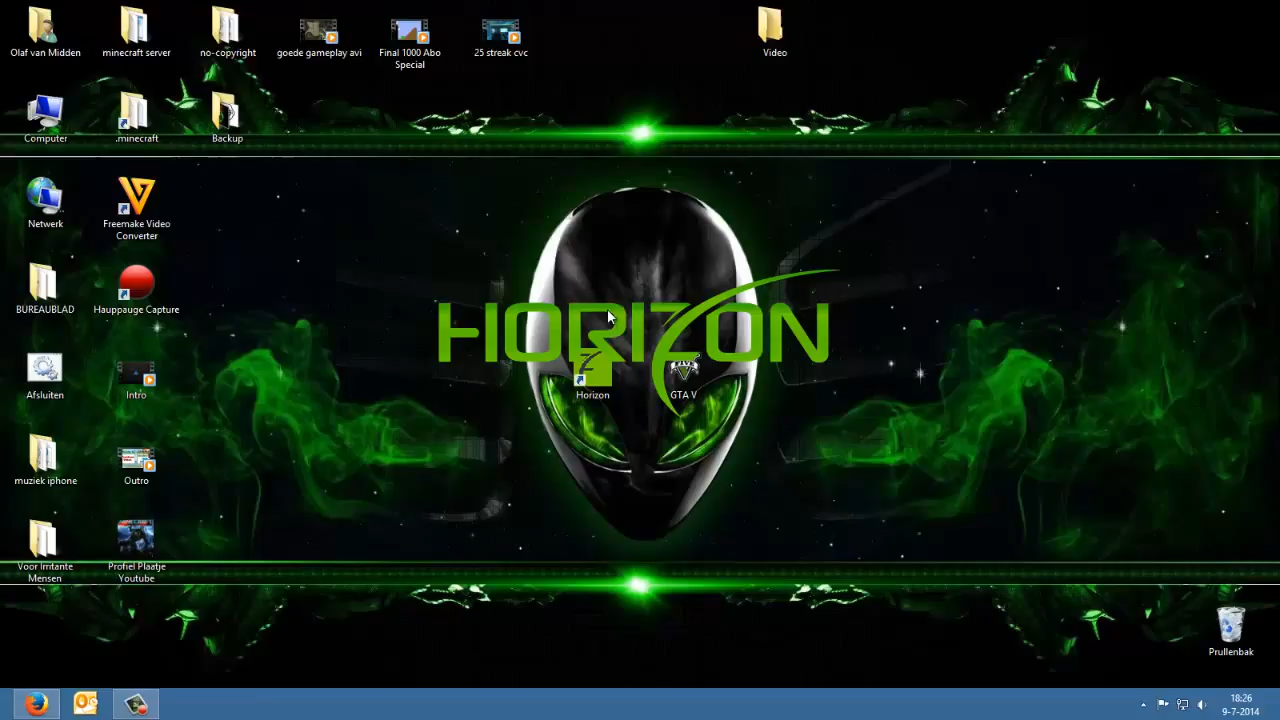 Olaf van Midden
minecraft server
no-copyright
goede gameplay avi
Final 1000 Abo
Special
25 streak cvc
Video
Computer
.minecraft
Backup
Netwerk
Freemake Video
Converter
HORIZON
BUREAUBLAD
Hauppauge Capture
FIVE
Afsluiten
Intro
Horizon
GTA V
muziek iphone
Outro
Voor Irritante
Mensen
Profiel Plaatje
Youtube
Prullenbak
18:26
9-7-2014